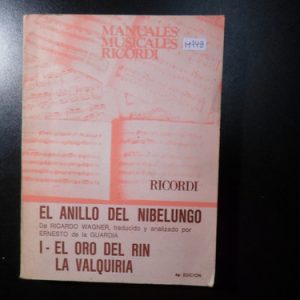 MANUALES
MUSICALES
RICORDI
RICORDI
EL ANILLO DEL NIBELUNGO
De RICARDO WAGNER, traducido y analizado por
ERNESTO de la GUARDIA
I - EL ORO DEL RIN
LA VALQUIRIA
EDICION